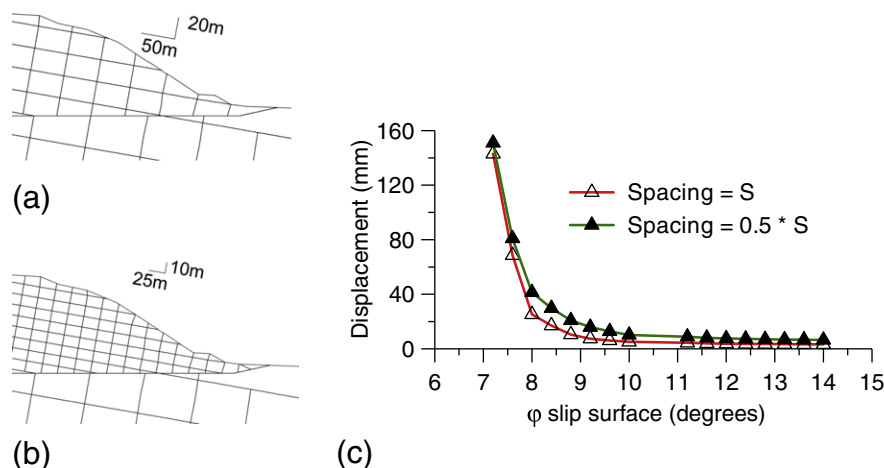 20m
50m
(a)
10m
25m
(b)
160
120
80
40
0
Displacement (mm)
Spacing = S
Spacing = 0.5 * S
6 7 8 9 10 11 12 13 14 15
φ slip surface (degrees)
(c)